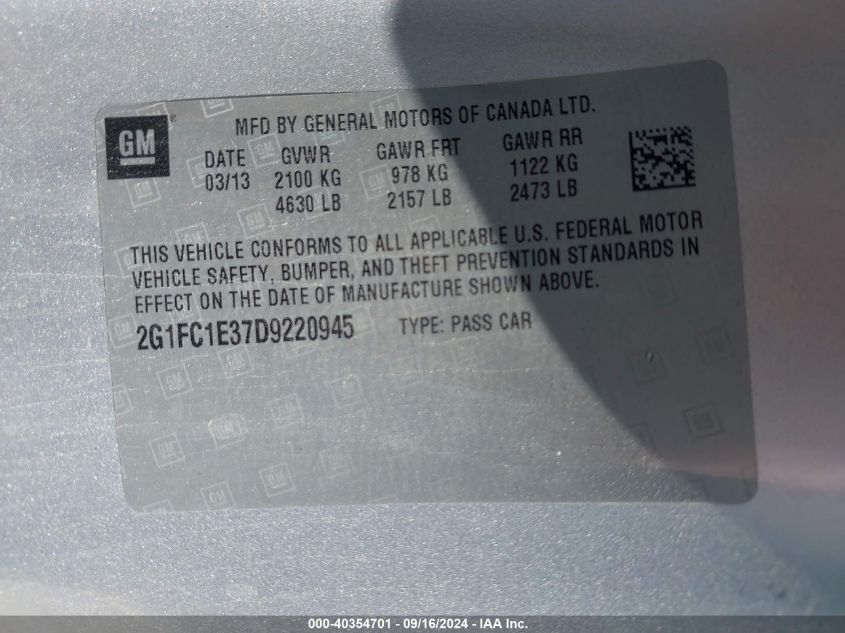 GM
MFD BY GENERAL MOTORS OF CANADA LTD.
DATE GVWR GAWR FRT GAWR RR
03/13 2100 KG 978 KG 1122 KG
4630 LB 2157 LB 2473 LB
THIS VEHICLE CONFORMS TO ALL APPLICABLE U.S. FEDERAL MOTOR
VEHICLE SAFETY, BUMPER, AND THEFT PREVENTION STANDARDS IN
EFFECT ON THE DATE OF MANUFACTURE SHOWN ABOVE.
2G1FC1E37D9220945 TYPE: PASS CAR
000-40354701 - 09/16/2024 - IAA Inc.